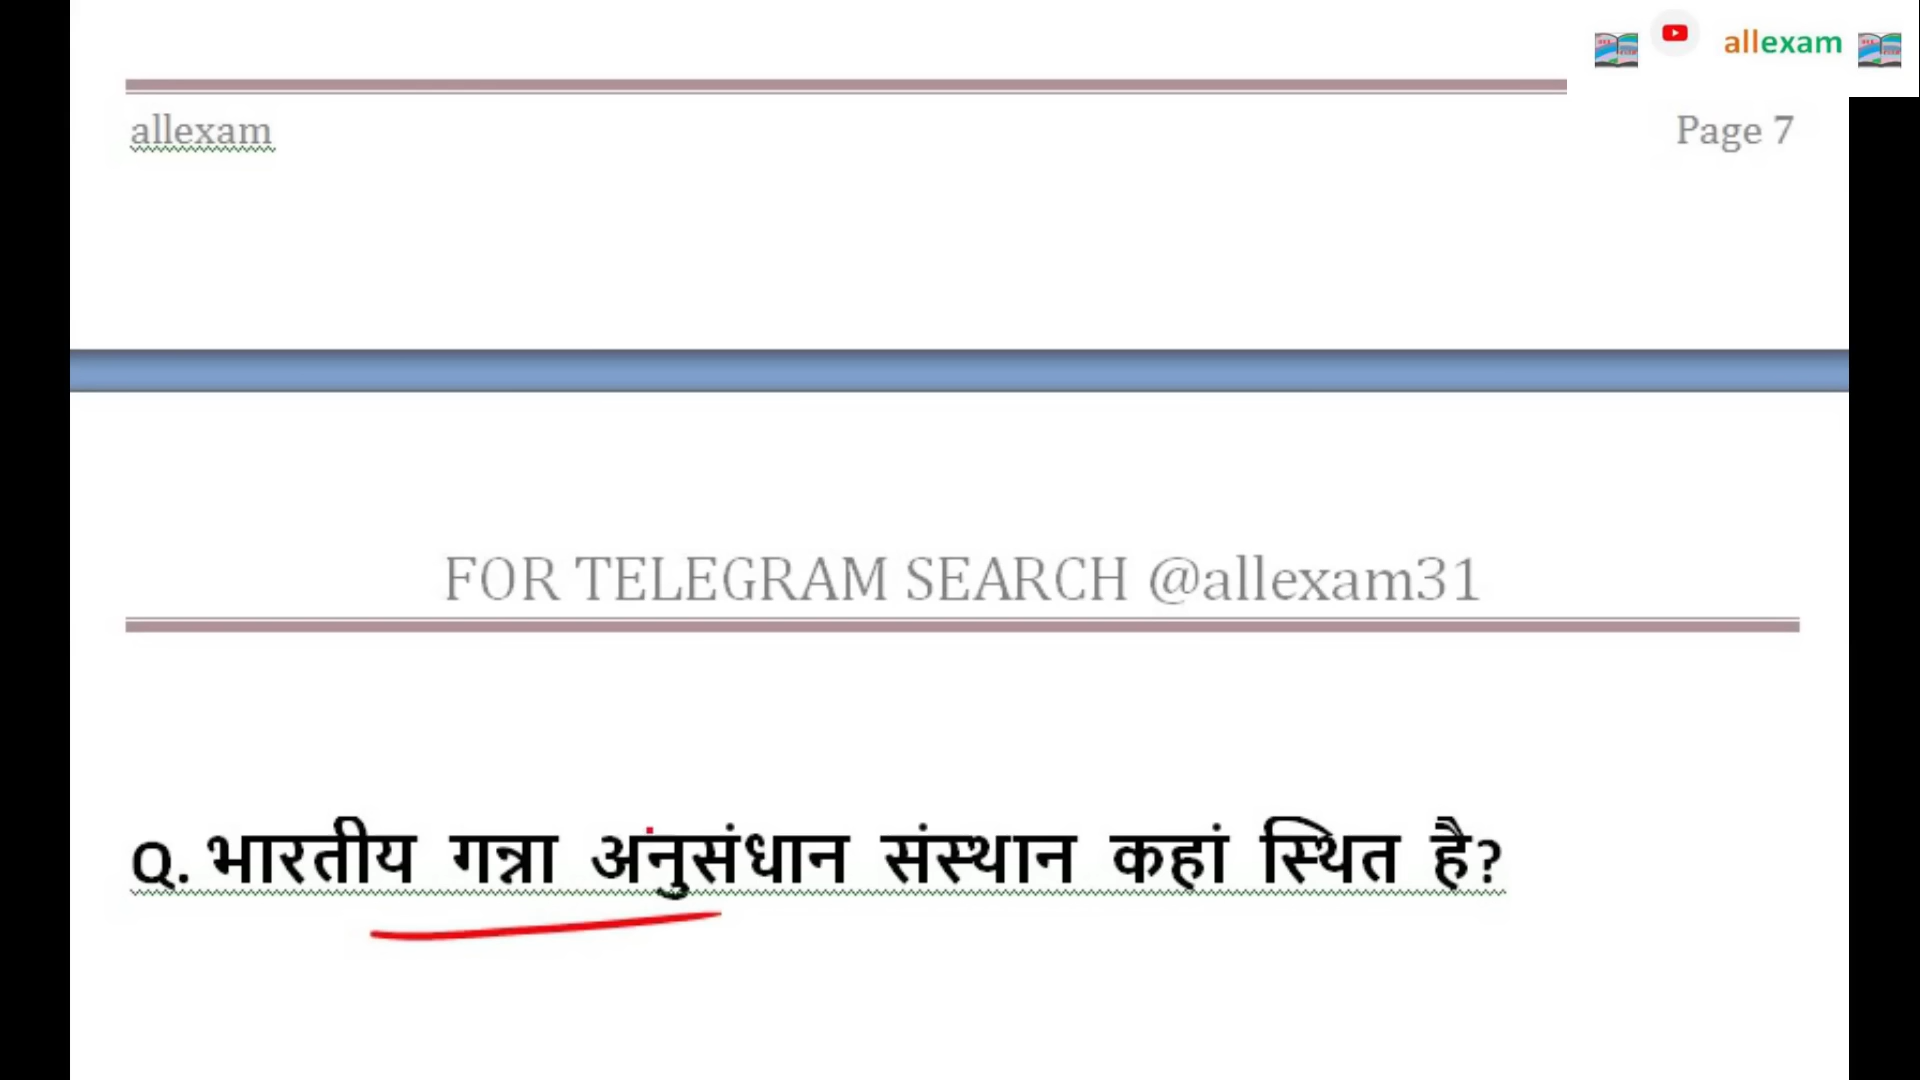 allexam
allexam Page 7
FOR TELEGRAM SEARCH @allexam31
Q. भारतीय गन्ना अनुसंधान संस्थान कहां स्थित है?